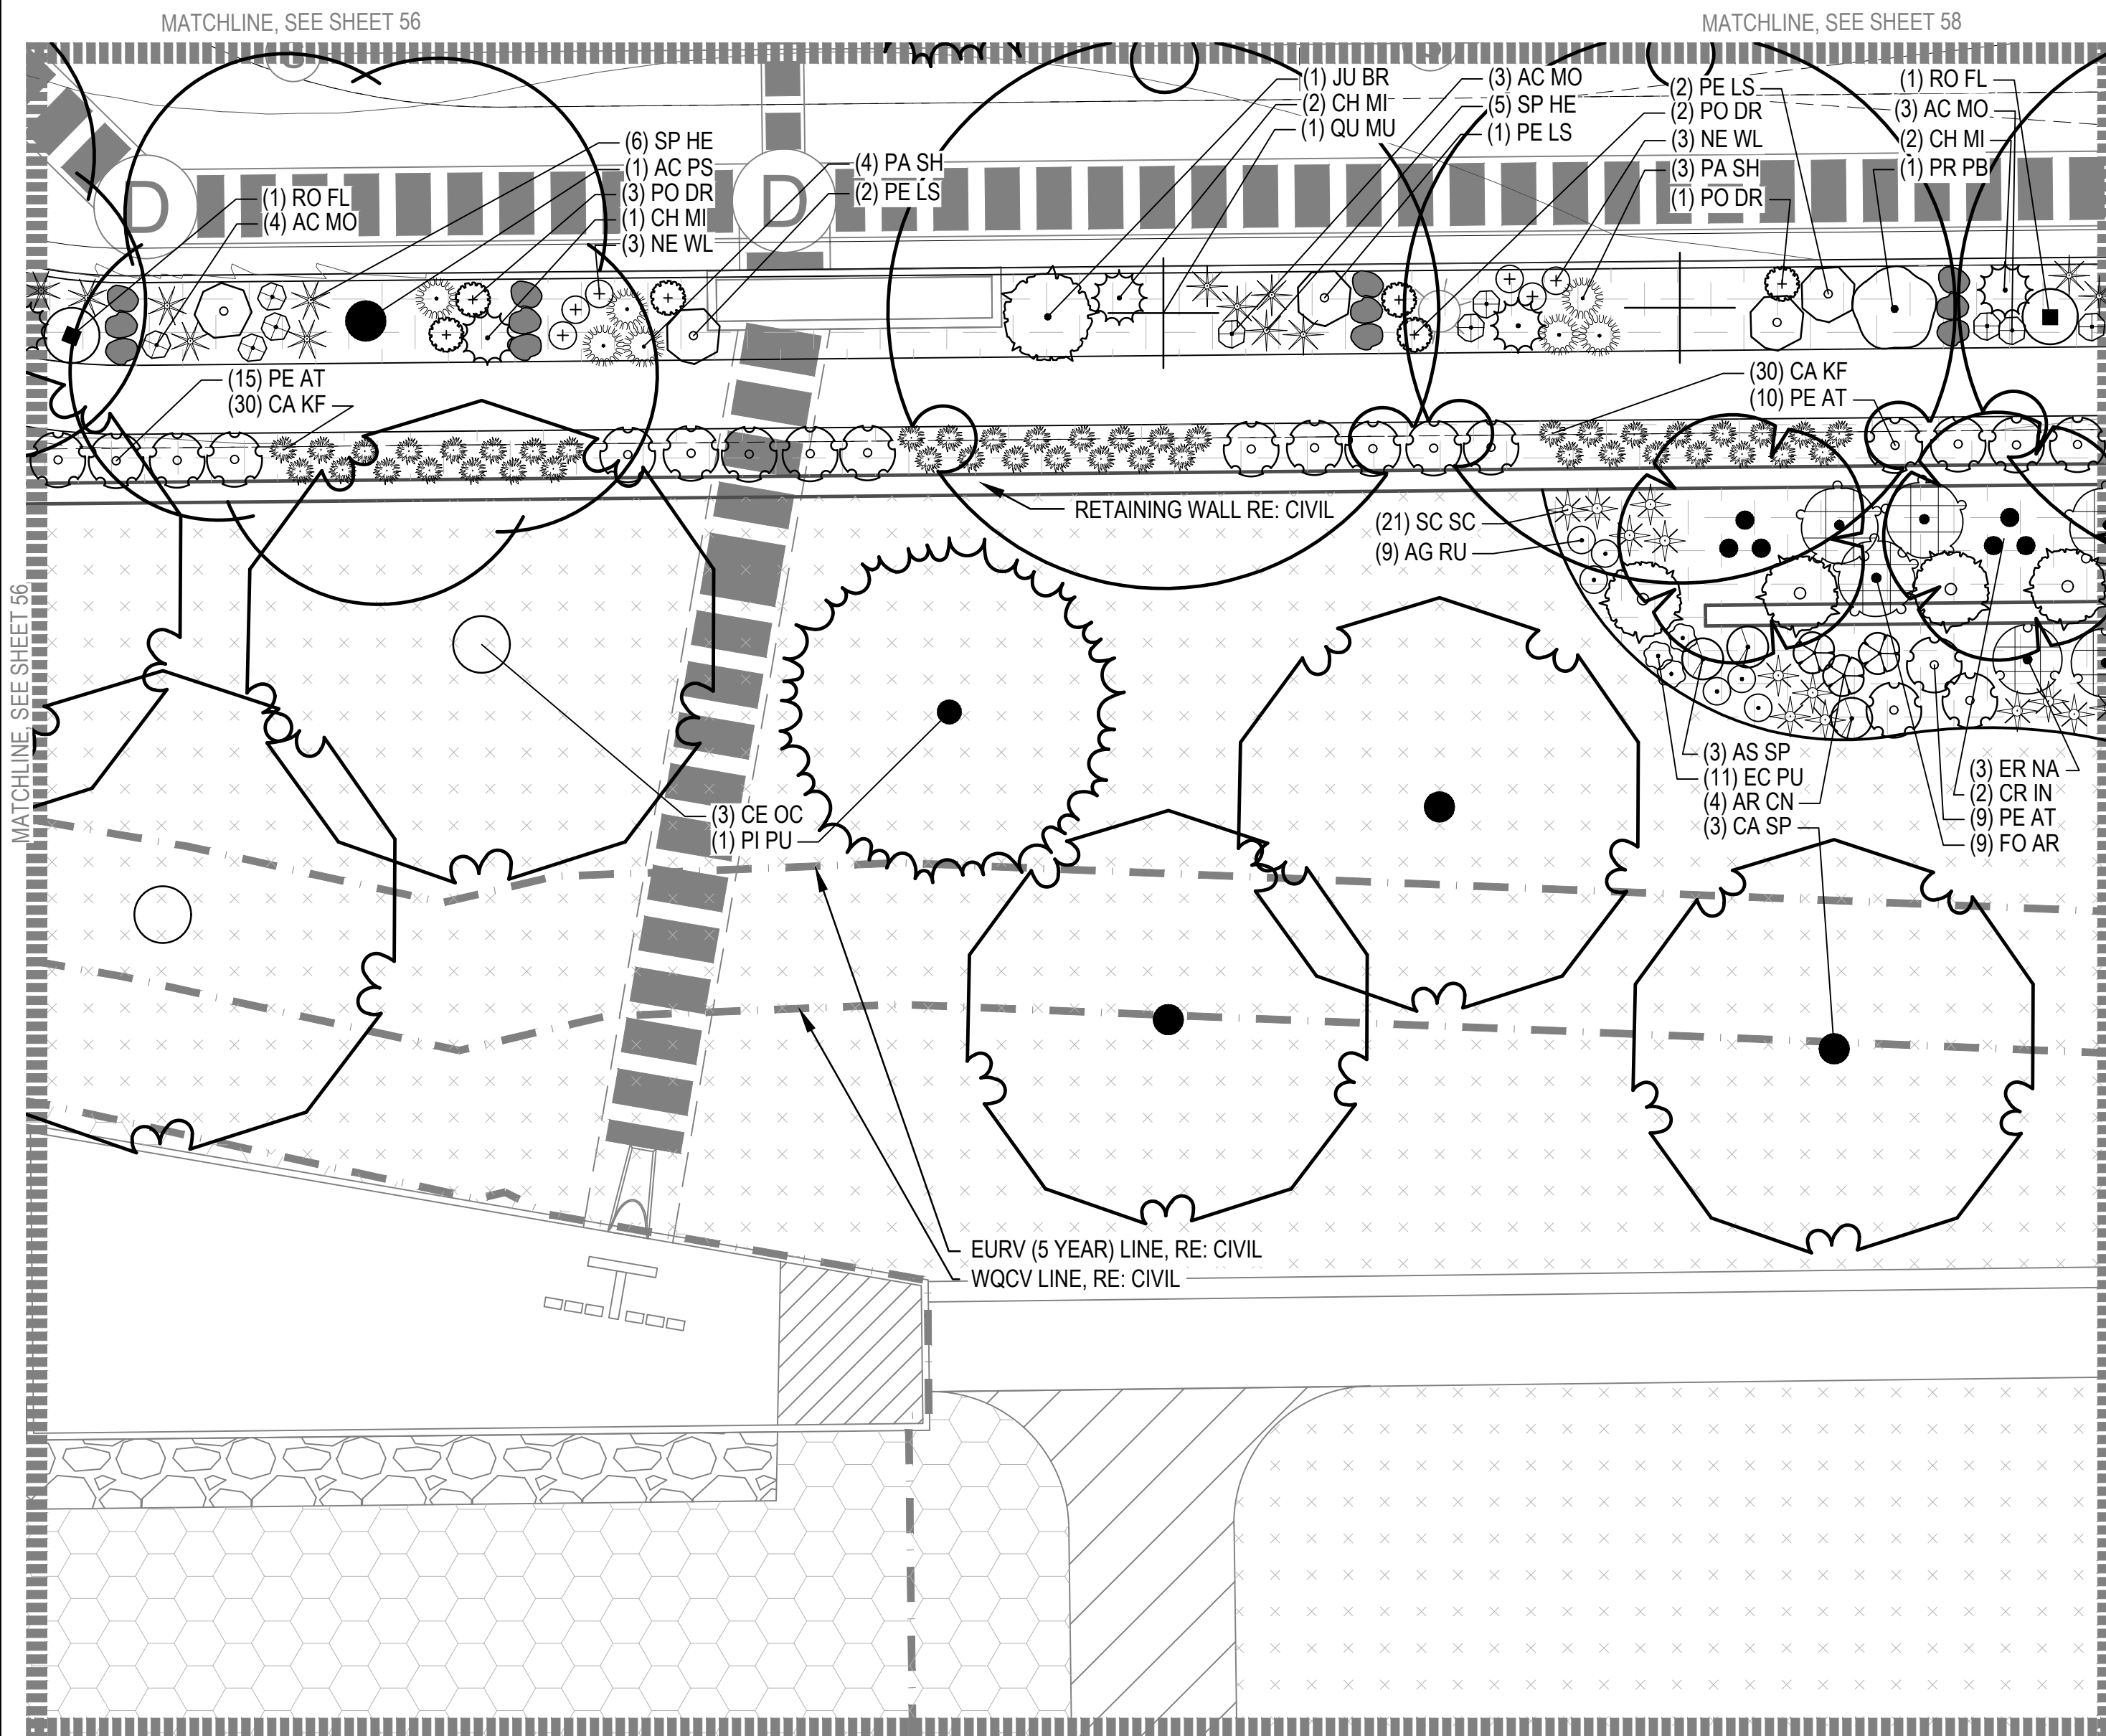 MATCHLINE, SEE SHEET 56
MATCHLINE, SEE SHEET 58
(1) JU BR
(2) CH MI
(1) QU MU
(3) AC MO
(5) SP HE
(1) PE LS
(2) PE LS
(2) PO DR
(3) NE WL
(3) PA SH
(1) PO DR
(1) RO FL
(3) AC MO
(2) CH MI
(1) PR PB
(6) SP HE
(1) AC PS
(3) PO DR
(1) CH MI
(3) NE WL
(4) PA SH
(2) PE LS
D
D
(1) RO FL
(4) AC MO
(15) PE AT
(30) CA KF
(30) CA KF
(10) PE AT
RETAINING WALL RE: CIVIL
(21) SC SC
(9) AG RU
MATCHLINE, SEE SHEET 56
(3) AS SP
(11) EC PU
(4) AR CN
(3) CA SP
(3) ER NA
(2) CR IN
(9) PE AT
(9) FO AR
(3) CE OC
(1) PI PU
EURV (5 YEAR) LINE, RE: CIVIL
WQCV LINE, RE: CIVIL